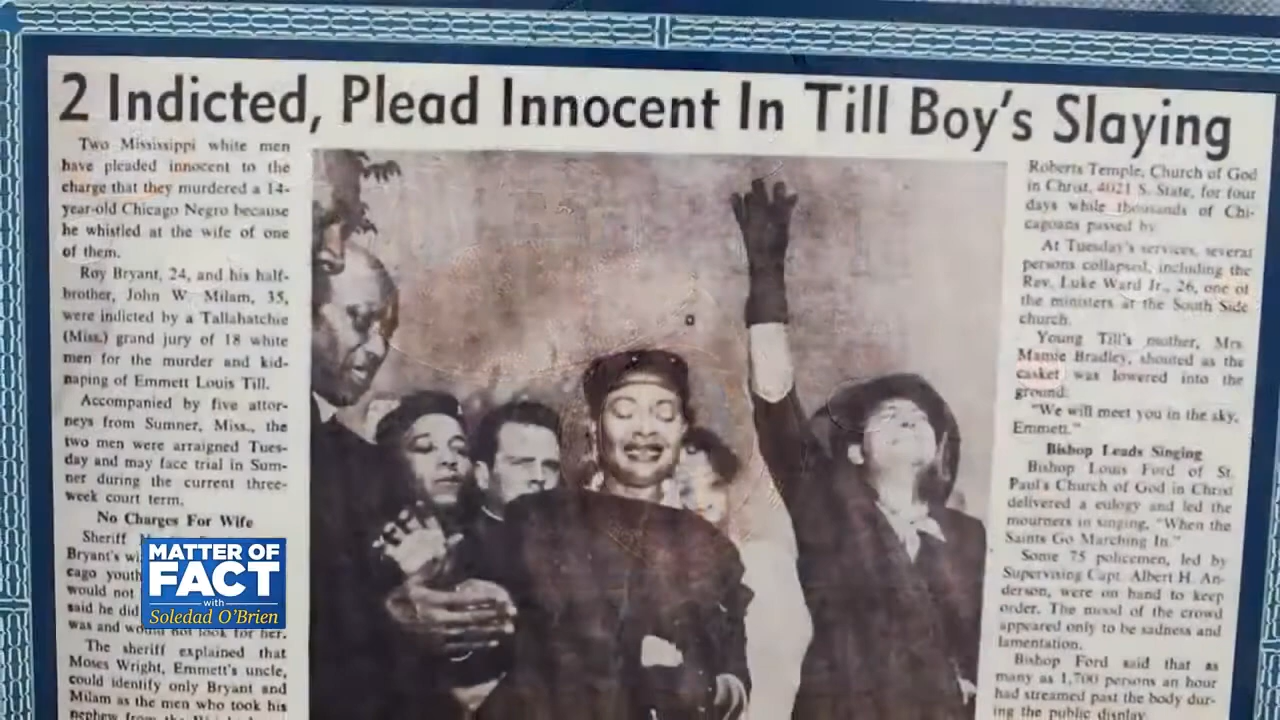 2 Indicted, Plead Innocent In Till Boy's Slaying
Two Mississippi white men
have pleaded innocent to the
charge that they murdered a 14-
year-old Chicago Negro because
he whistled at the wife of one
of them.
Roy Bryant, 24, and his half-
brother, John W. Milam, 35,
were indicted by a Tallahatchie
(Miss.) grand jury of 18 white
men for the murder and kid-
naping of Emmett Louis Till.
Accompanied by five attor-
neys from Sumner, Miss., the
two men were arraigned Tues-
day and may face trial in Sum-
ner during the current three-
week court term.
No Charges For Wife
Sheriff
Bryant's
cago youth
would not
said he did
was and would not look for her.
The sheriff explained that
Moses Wright, Emmett's uncle,
could identify only Bryant and
Milam as the men who took his
nephew from the
Roberts Temple, Church of God
in Christ, 4021 S. State, for four
days while thousands of Chi-
cagoans passed by.
At Tuesday's services, several
persons collapsed, including the
Rev. Luke Ward Jr., 26, one of
the ministers at the South Side
church.
Young Till's mother, Mrs.
Mamie Bradley, shouted as the
casket was lowered into the
ground:
"We will meet you in the sky,
Emmett."
Bishop Leads Singing
Bishop Louis Ford of St.
Paul's Church of God in Christ
delivered a eulogy and led the
mourners in singing, "When the
Saints Go Marching In."
Some 75 policemen, led by
Supervising Capt. Albert H. An-
derson, were on hand to keep
order. The mood of the crowd
appeared only to be sadness and
lamentation.
Bishop Ford said that as
many as 1,700 persons an hour
had streamed past the body dur-
ing the public display.
MATTER OF
FACT
with
Soledad O'Brien